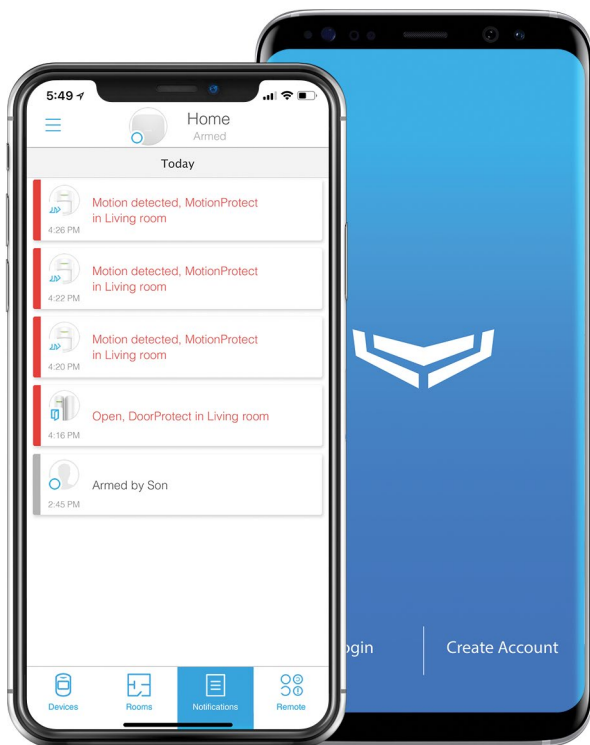 5:49
Home
Armed
Today
Motion detected, MotionProtect
in Living room
4:26 PM
Motion detected, MotionProtect
in Living room
4:22 PM
Motion detected, MotionProtect
in Living room
4:20 PM
Open, DoorProtect in Living room
4:16 PM
Armed by Son
2:45 PM
Devices
Rooms
Notifications
Remote
Create Account